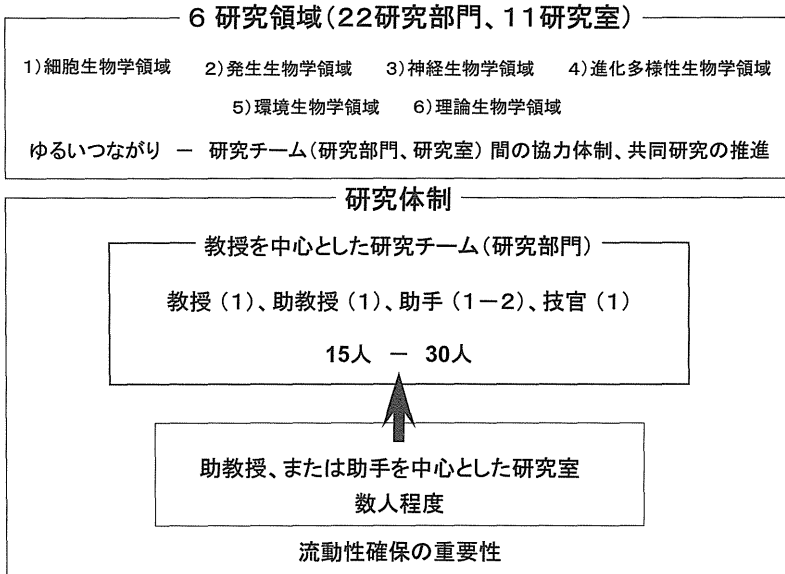 6 研究領域(22研究部門、11研究室)
1)細胞生物学領域 2)発生生物学領域 3)神経生物学領域 4)進化多様性生物学領域
5)環境生物学領域 6)理論生物学領域
ゆるいつながり － 研究チーム(研究部門、研究室) 間の協力体制、共同研究の推進
研究体制
教授を中心とした研究チーム(研究部門)
教授 (1)、助教授 (1)、助手 (1－2)、技官 (1)
15人 － 30人
助教授、または助手を中心とした研究室
数人程度
流動性確保の重要性